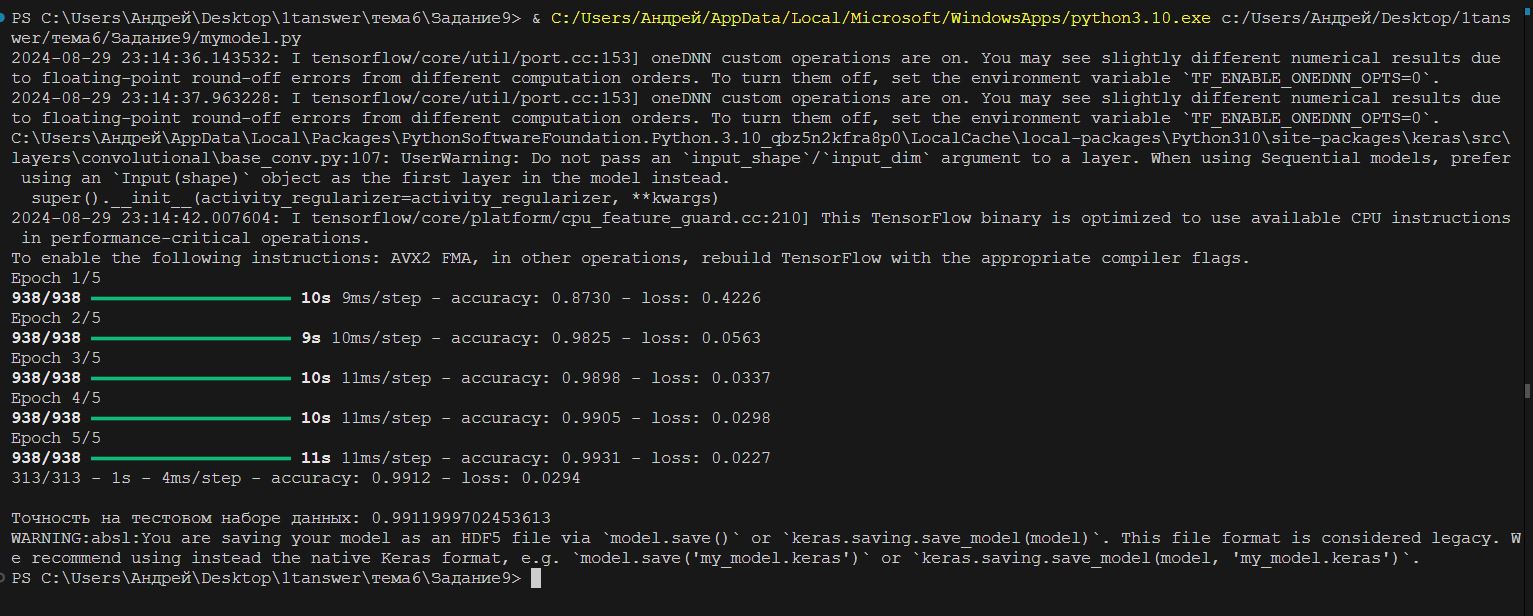 PS C:\Users\Андрей\Desktop\1tanswer\тема6\Задание9> & C:/Users/Андрей/AppData/Local/Microsoft/WindowsApps/python3.10.exe c:/Users/Андрей/Desktop/1tans
wer/тема6/Задание9/mymodel.py
2024-08-29 23:14:36.143532: I tensorflow/core/util/port.cc:153] oneDNN custom operations are on. You may see slightly different numerical results due
to floating-point round-off errors from different computation orders. To turn them off, set the environment variable `TF_ENABLE_ONEDNN_OPTS=0`.
2024-08-29 23:14:37.963228: I tensorflow/core/util/port.cc:153] oneDNN custom operations are on. You may see slightly different numerical results due
to floating-point round-off errors from different computation orders. To turn them off, set the environment variable `TF_ENABLE_ONEDNN_OPTS=0`.
C:\Users\Андрей\AppData\Local\Packages\PythonSoftwareFoundation.Python.3.10_qbz5n2kfra8p0\LocalCache\local-packages\Python310\site-packages\keras\src\
layers\convolutional\base_conv.py:107: UserWarning: Do not pass an `input_shape`/`input_dim` argument to a layer. When using Sequential models, prefer
using an `Input(shape)` object as the first layer in the model instead.
super().__init__(activity_regularizer=activity_regularizer, **kwargs)
2024-08-29 23:14:42.007604: I tensorflow/core/platform/cpu_feature_guard.cc:210] This TensorFlow binary is optimized to use available CPU instructions
in performance-critical operations.
To enable the following instructions: AVX2 FMA, in other operations, rebuild TensorFlow with the appropriate compiler flags.
Epoch 1/5
938/938 10s 9ms/step - accuracy: 0.8730 - loss: 0.4226
Epoch 2/5
938/938 9s 10ms/step - accuracy: 0.9825 - loss: 0.0563
Epoch 3/5
938/938 10s 11ms/step - accuracy: 0.9898 - loss: 0.0337
Epoch 4/5
938/938 10s 11ms/step - accuracy: 0.9905 - loss: 0.0298
Epoch 5/5
938/938 11s 11ms/step - accuracy: 0.9931 - loss: 0.0227
313/313 - 1s - 4ms/step - accuracy: 0.9912 - loss: 0.0294
Точность на тестовом наборе данных: 0.9911999702453613
WARNING:absl:You are saving your model as an HDF5 file via `model.save()` or `keras.saving.save_model(model)`. This file format is considered legacy. W
e recommend using instead the native Keras format, e.g. `model.save('my_model.keras')` or `keras.saving.save_model(model, 'my_model.keras')`.
PS C:\Users\Андрей\Desktop\1tanswer\тема6\Задание9>